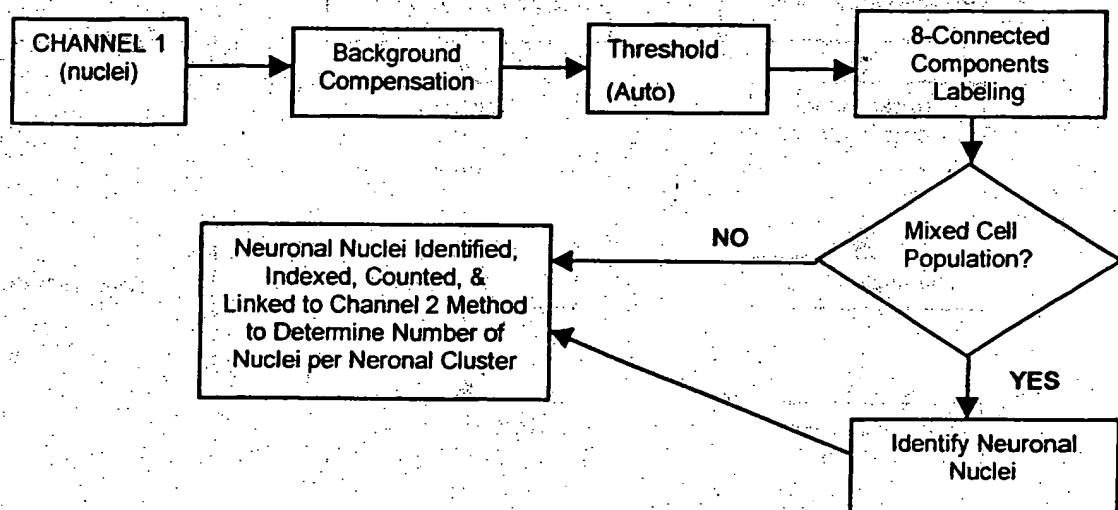 CHANNEL 1
(nuclei)
Background
Compensation
Threshold
(Auto)
8-Connected
Components
Labeling
Mixed Cell
Population?
NO
YES
Neuronal Nuclei Identified,
Indexed, Counted, &
Linked to Channel 2 Method
to Determine Number of
Nuclei per Neronal Cluster
Identify Neuronal
Nuclei